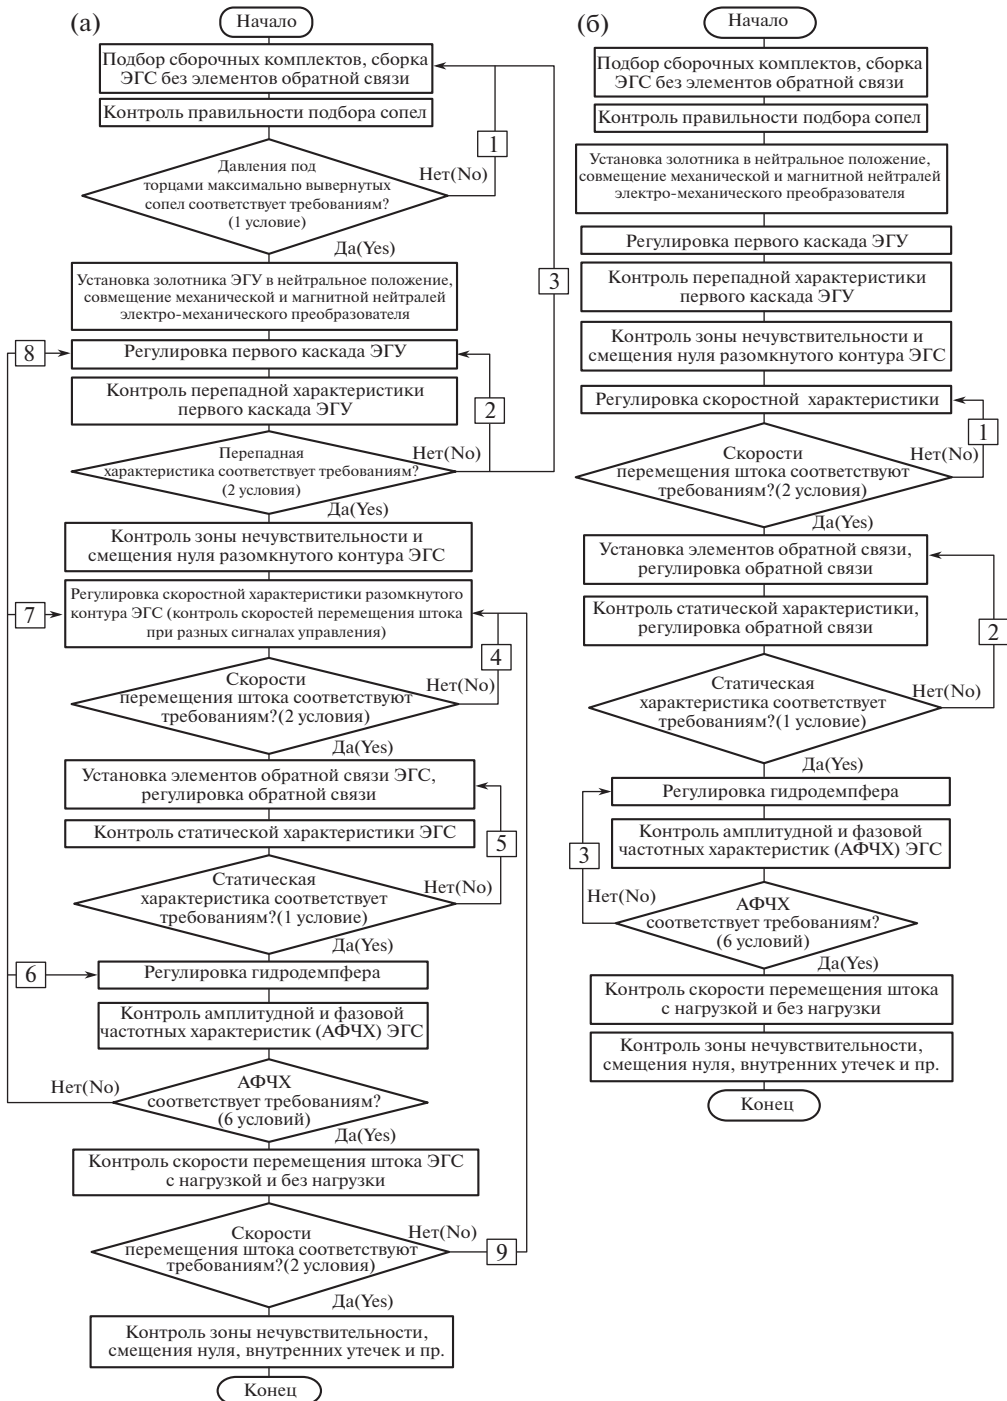 (а)
Начало
Подбор сборочных комплектов, сборка
ЭГС без элементов обратной связи
Контроль правильности подбора сопел
1
Давления под
торцами максимально вывернутых
сопел соответствует требованиям?
(1 условие)
Нет(No)
Да(Yes)
3
Установка золотника ЭГУ в нейтральное положение,
совмещение механической и магнитной нейтралей
электро-механического преобразователя
8
Регулировка первого каскада ЭГУ
Контроль перепадной характеристики
первого каскада ЭГУ
2
Перепадная
характеристика соответствует требованиям?
(2 условия)
Нет(No)
Да(Yes)
Контроль зоны нечувствительности и
смещения нуля разомкнутого контура ЭГС
7
Регулировка скоростной характеристики разомкнутого
контура ЭГС (контроль скоростей перемещения штока
при разных сигналах управления)
4
Скорости
перемещения штока соответствуют
требованиям?(2 условия)
Нет(No)
Да(Yes)
Установка элементов обратной связи ЭГС,
регулировка обратной связи
Контроль статической характеристики ЭГС
5
Статическая
характеристика соответствует
требованиям?(1 условие)
Нет(No)
Да(Yes)
6
Регулировка гидродемпфера
Контроль амплитудной и фазовой
частотных характеристик (АФЧХ) ЭГС
Нет(No)
АФЧХ
соответствует требованиям?
(6 условий)
Да(Yes)
Контроль скорости перемещения штока ЭГС
с нагрузкой и без нагрузки
Скорости
перемещения штока соответствуют
требованиям?(2 условия)
Нет(No)
9
Да(Yes)
Контроль зоны нечувствительности,
смещения нуля, внутренних утечек и пр.
Конец
(б)
Начало
Подбор сборочных комплектов, сборка
ЭГС без элементов обратной связи
Контроль правильности подбора сопел
Установка золотника в нейтральное положение,
совмещение механической и магнитной нейтралей
электро-механического преобразователя
Регулировка первого каскада ЭГУ
Контроль перепадной характеристики
первого каскада ЭГУ
Контроль зоны нечувствительности и
смещения нуля разомкнутого контура ЭГС
Регулировка скоростной характеристики
1
Скорости
перемещения штока соответствуют
требованиям?(2 условия)
Нет(No)
Да(Yes)
Установка элементов обратной связи,
регулировка обратной связи
Контроль статической характеристики,
регулировка обратной связи
2
Статическая
характеристика соответствует
требованиям?(1 условие)
Нет(No)
Да(Yes)
Регулировка гидродемпфера
3
Контроль амплитудной и фазовой
частотных характеристик (АФЧХ) ЭГС
Нет(No)
АФЧХ
соответствует требованиям?
(6 условий)
Да(Yes)
Контроль скорости перемещения штока
с нагрузкой и без нагрузки
Контроль зоны нечувствительности,
смещения нуля, внутренних утечек и пр.
Конец